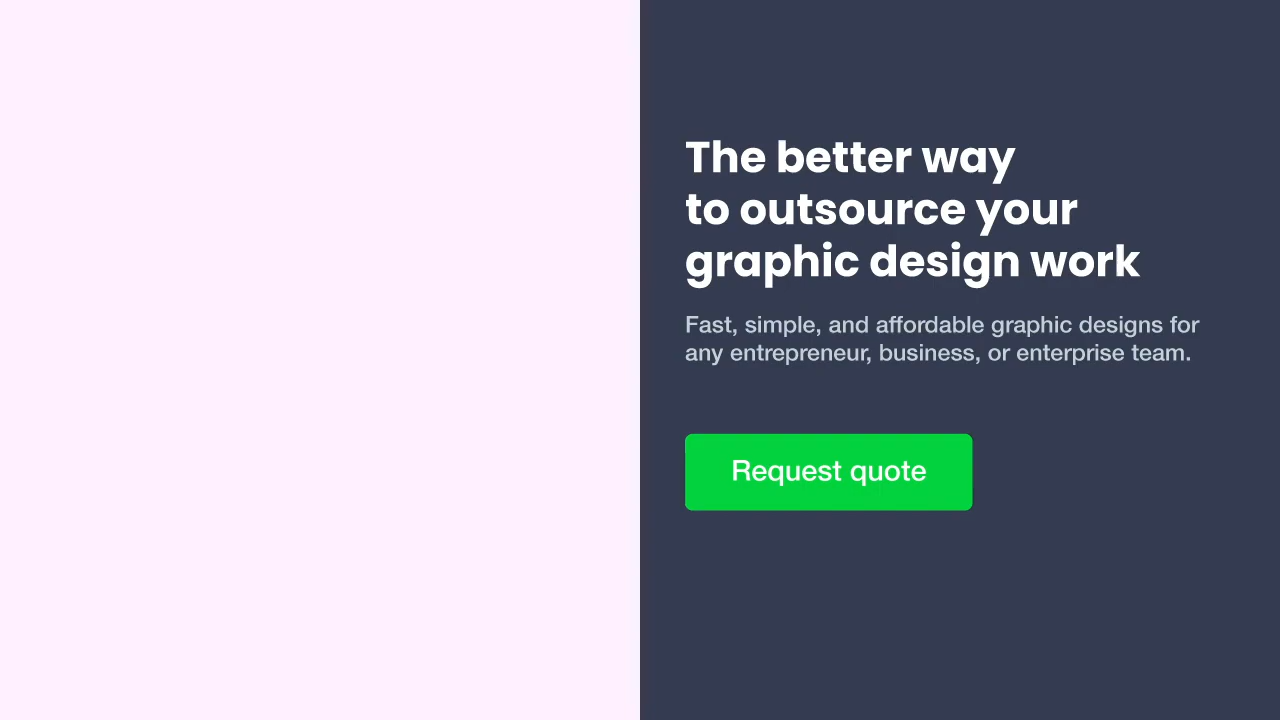 The better way
to outsource your
graphic design work
Fast, simple, and affordable graphic designs for
any entrepreneur, business, or enterprise team.
Request quote